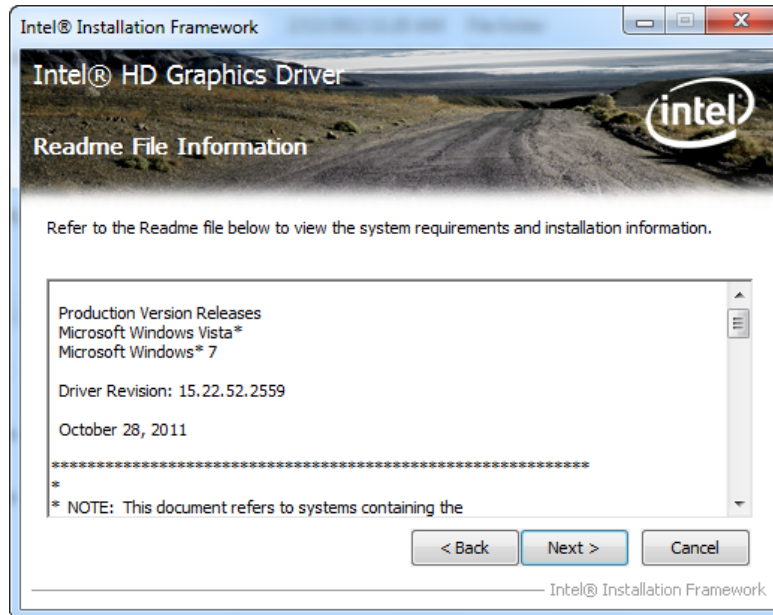 Intel® Installation Framework
Intel® HD Graphics Driver
intel
Readme File Information
Refer to the Readme file below to view the system requirements and installation information.
Production Version Releases
Microsoft Windows Vista*
Microsoft Windows* 7
Driver Revision: 15.22.52.2559
October 28, 2011
************************************************************
*
* NOTE: This document refers to systems containing the
< Back
Next >
Cancel
Intel® Installation Framework